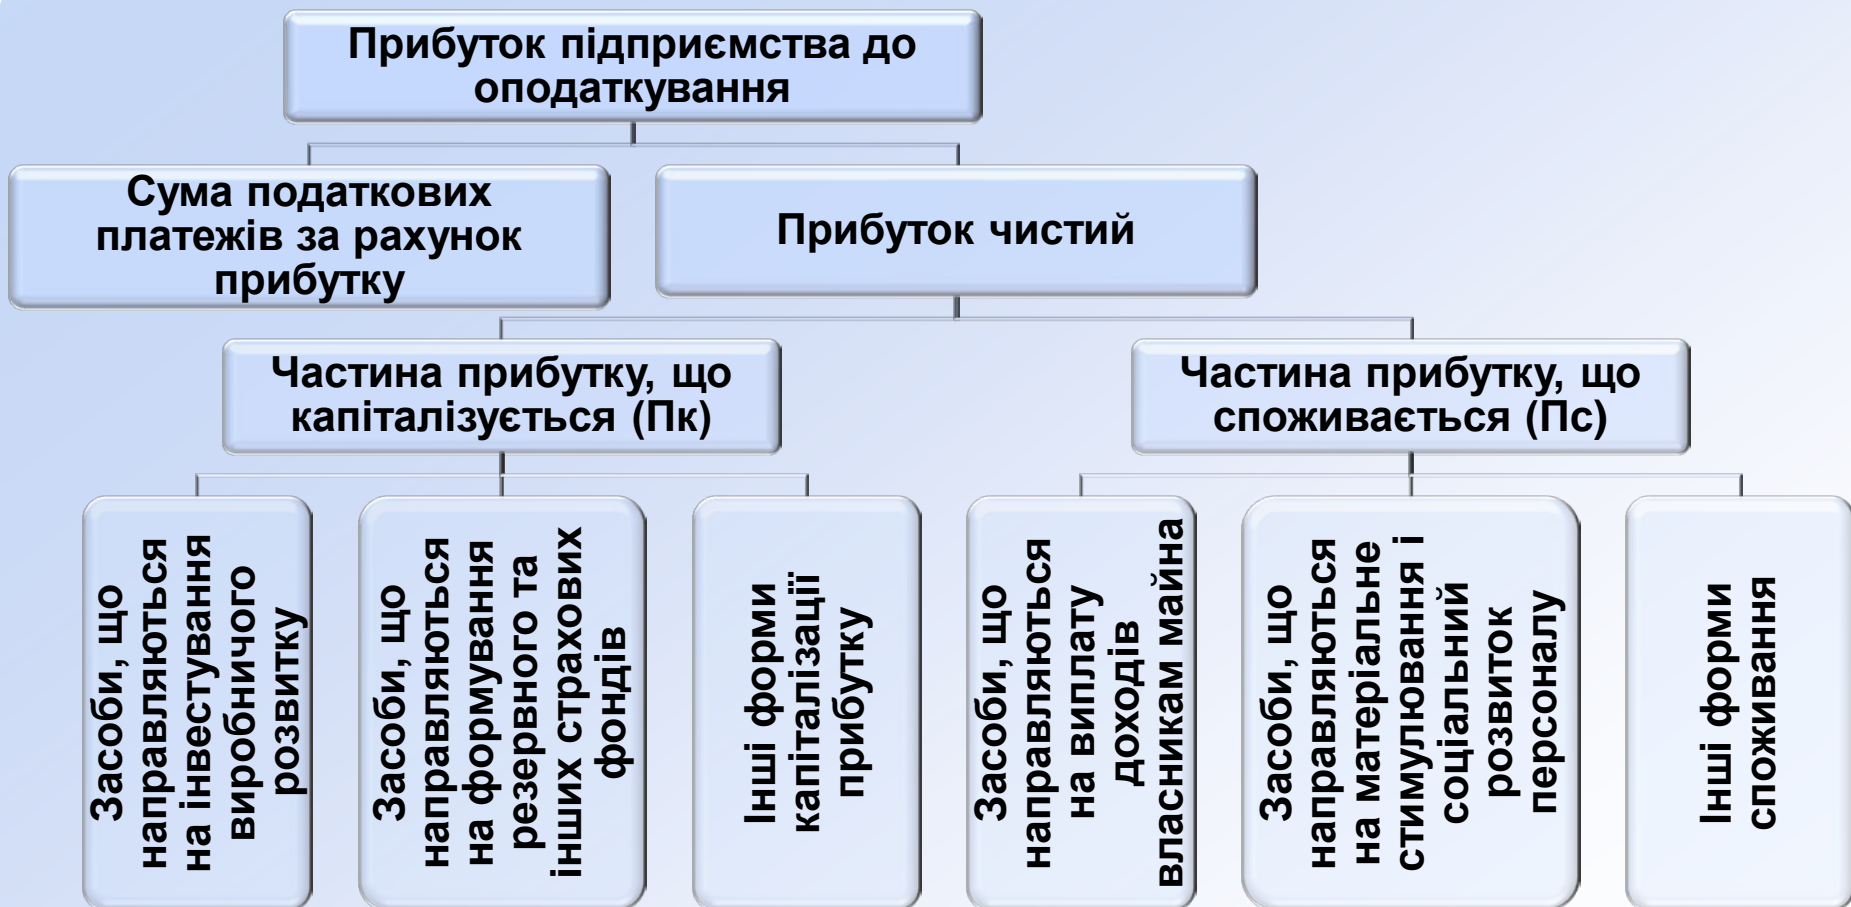 Прибуток підприємства до
оподаткування
Сума податкових
платежів за рахунок
прибутку
Прибуток чистий
Частина прибутку, що
капіталізується (Пк)
Частина прибутку, що
споживається (Пс)
Засоби, що
направляються
на інвестування
виробничого
розвитку
Засоби, що
направляються
на формування
резервного та
інших страхових
фондів
Інші форми
капіталізації
прибутку
Засоби, що
направляються
на виплату
доходів
власникам майна
Засоби, що
направляються
на матеріальне
стимулювання і
соціальний
розвиток
персоналу
Інші форми
споживання